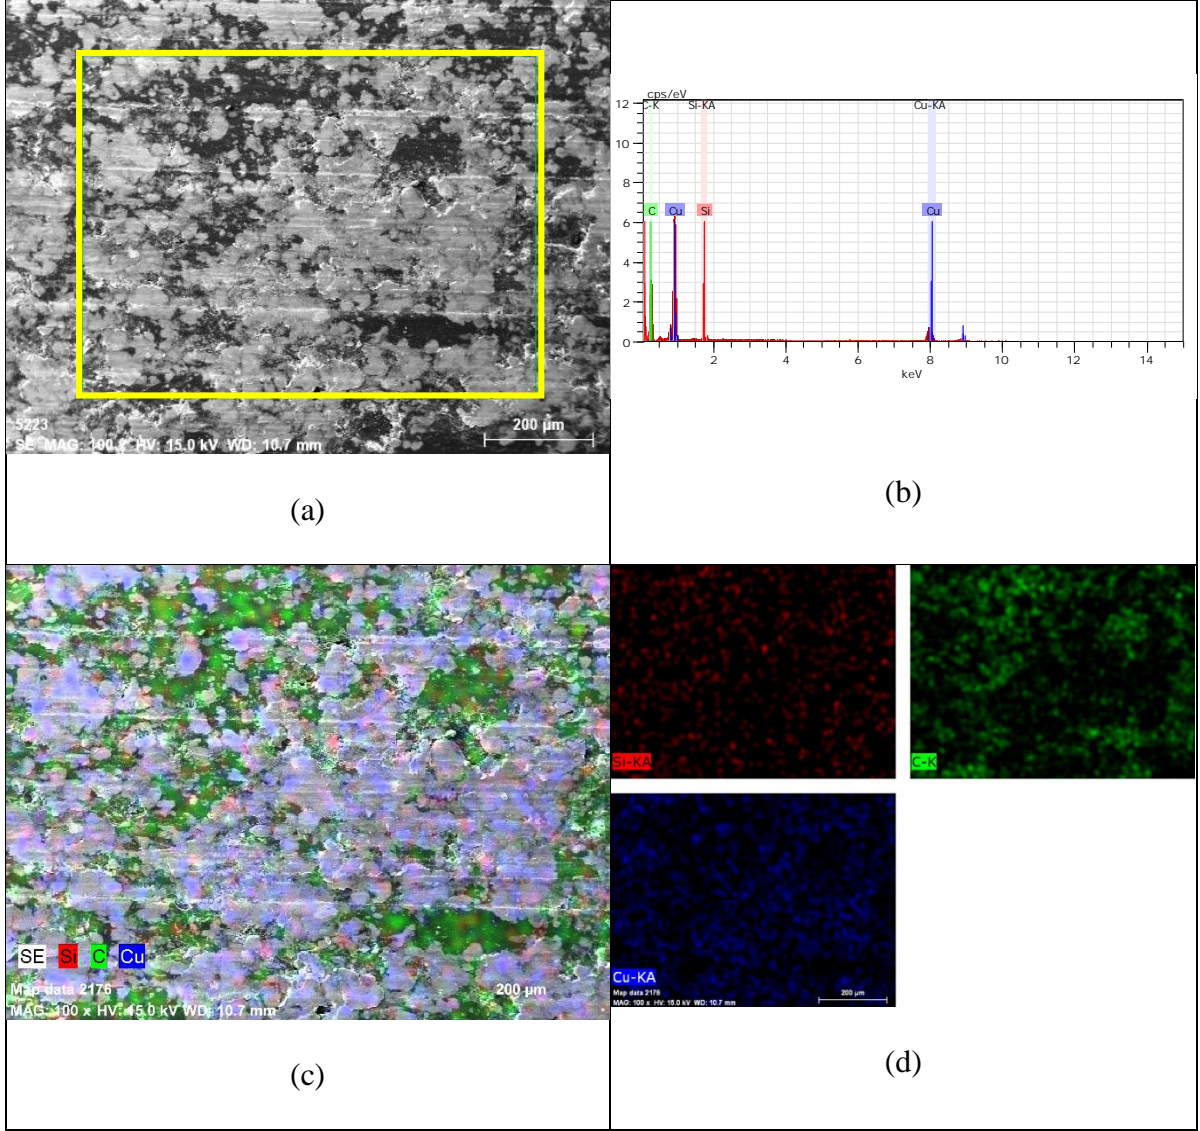 5223
SE MAG: 100 x HV: 15.0 kV WD: 10.7 mm
200 µm
(a)
cps/eV
C-K
Si-KA
Cu-KA
12
10
8
6
4
2
0
C
Cu
Si
Cu
2
4
6
8
10
12
14
keV
(b)
SE
Si
C
Cu
Map data 2176
MAG: 100 x HV: 15.0 kV WD: 10.7 mm
200 µm
(c)
Si-KA
C-K
Cu-KA
Map data 2176
MAG: 100 x HV: 15.0 kV WD: 10.7 mm
200 µm
(d)